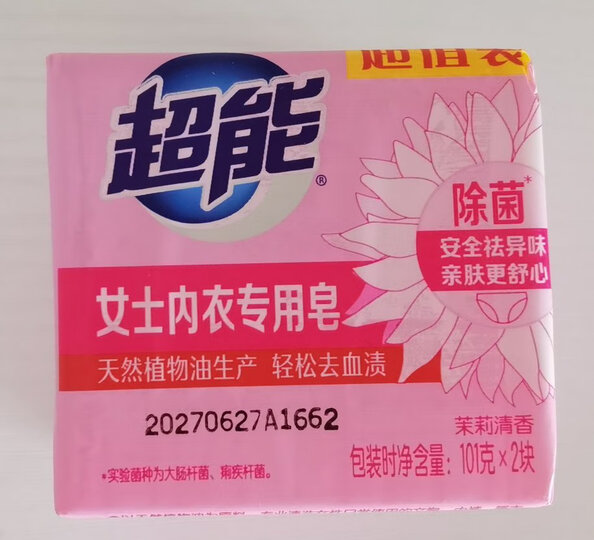 超值装
超能®
除菌*
安全祛异味
亲肤更舒心
女士内衣专用皂
天然植物油生产 轻松去血渍
20270627A1662
茉莉清香
包装时净含量：101克×2块
*实验菌种为大肠杆菌、痢疾杆菌。